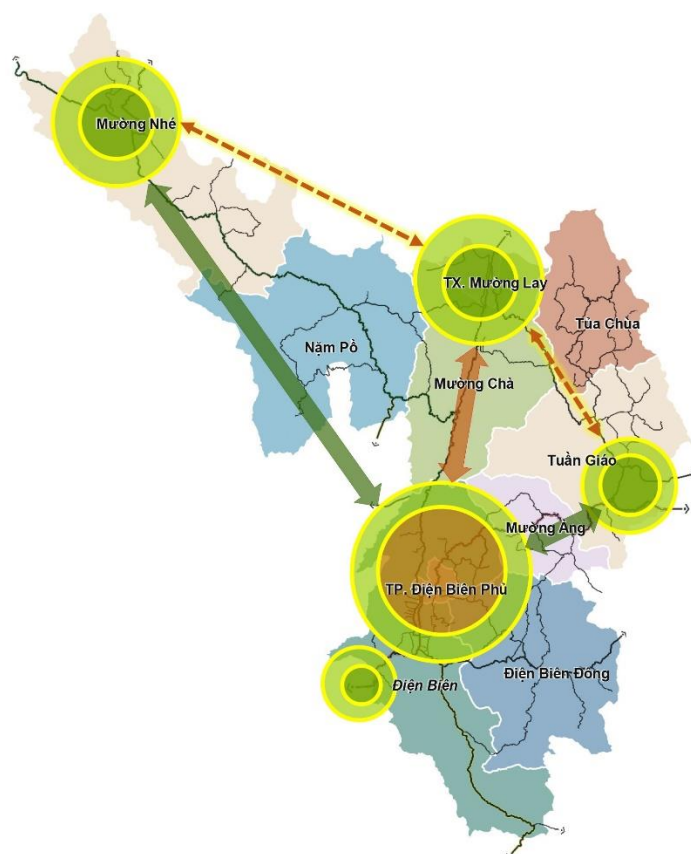 Mường Nhé
TX. Mường Lay
Tủa Chùa
Nặm Pồ
Mường Chà
Tuần Giáo
Mường Ảng
TP. Điện Biên Phủ
Điện Biên
Điện Biên Đông